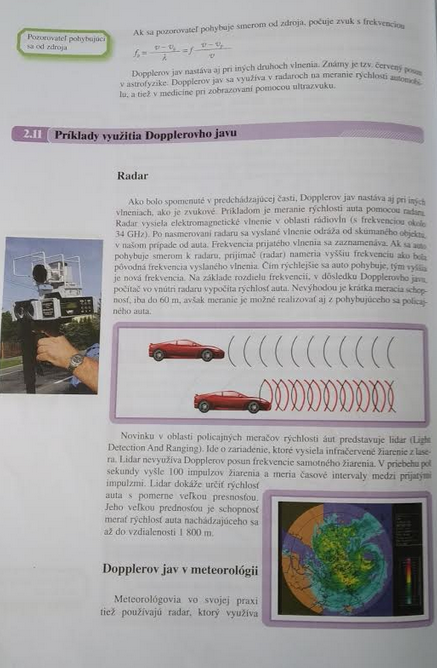 Pozorovateľ pohybujúci
sa od zdroja
Ak sa pozorovateľ pohybuje smerom od zdroja, počuje zvuk s frekvenciou
Dopplerov jav nastáva aj pri iných druhoch vlnenia. Známy je tzv. červený posun
v astrofyzike. Dopplerov jav sa využíva v radaroch na meranie rýchlosti automobi-
lu, a tiež v medicíne pri zobrazovaní pomocou ultrazvuku.
2.11 Príklady využitia Dopplerovho javu
Radar
Ako bolo spomenuté v predchádzajúcej časti, Dopplerov jav nastáva aj pri iných
vlneniach, ako je zvukové. Príkladom je meranie rýchlosti auta pomocou radaru.
Radar vysiela elektromagnetické vlnenie v oblasti rádiovĺn (s frekvenciou okolo
34 GHz). Po nasmerovaní radaru sa vyslané vlnenie odráža od skúmaného objektu,
v našom prípade od auta. Frekvencia prijatého vlnenia sa zaznamenáva. Ak sa auto
pohybuje smerom k radaru, prijímač (radar) nameria vyššiu frekvenciu ako bola
pôvodná frekvencia vyslaného vlnenia. Čím rýchlejšie sa auto pohybuje, tým vyššia
je nová frekvencia. Na základe rozdielu frekvencií, v dôsledku Dopplerovho javu,
počítač vo vnútri radaru vypočíta rýchlosť auta. Nevýhodou je krátka meracia schop-
nosť, iba do 60 m, avšak meranie je možné realizovať aj z pohybujúceho sa policaj-
ného auta.
Novinku v oblasti policajných meračov rýchlosti áut predstavuje lidar (Light
Detection And Ranging). Ide o zariadenie, ktoré vysiela infračervené žiarenie z lase-
ra. Lidar nevyužíva Dopplerov posun frekvencie samotného žiarenia. V priebehu pol
sekundy vyšle 100 impulzov žiarenia a meria časové intervaly medzi prijatými
impulzmi. Lidar dokáže určiť rýchlosť
auta s pomerne veľkou presnosťou.
Jeho veľkou prednosťou je schopnosť
merať rýchlosť auta nachádzajúceho sa
až do vzdialenosti 1 800 m.
Dopplerov jav v meteorológii
Meteorológovia vo svojej praxi
tiež používajú radar, ktorý využíva